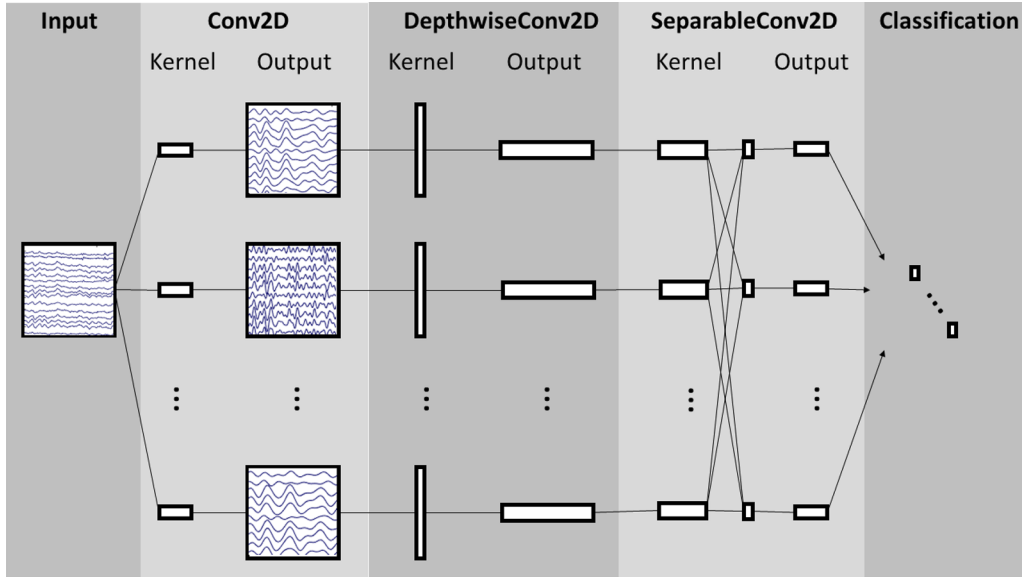 Input Conv2D DepthwiseConv2D SeparableConv2D Classification
Kernel Output Kernel Output Kernel Output